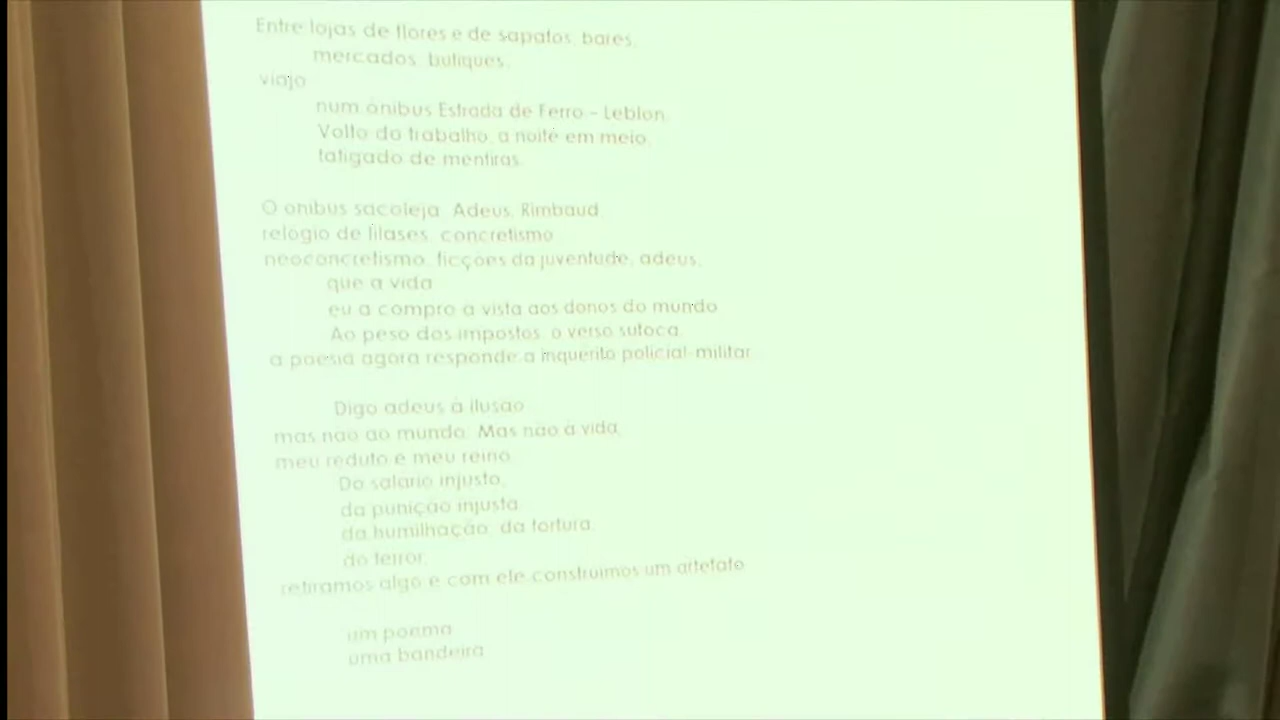 Entre lojas de flores e de sapatos, bares,
mercados, butiques,
viajo
num ônibus Estrada de Ferro - Leblon.
Volto do trabalho, a noite em meio,
fatigado de mentiras.
O ônibus sacoleja. Adeus, Rimbaud,
relógio de lilases, concretismo,
neoconcretismo, ficções da juventude, adeus,
que a vida
eu a compro à vista aos donos do mundo.
Ao peso dos impostos, o verso sufoca,
a poesia agora responde a inquérito policial-militar.
Digo adeus à ilusão
mas não ao mundo. Mas não à vida,
meu reduto e meu reino.
Do salário injusto,
da punição injusta,
da humilhação, da tortura,
do terror,
retiramos algo e com ele construímos um artefato
um poema
uma bandeira